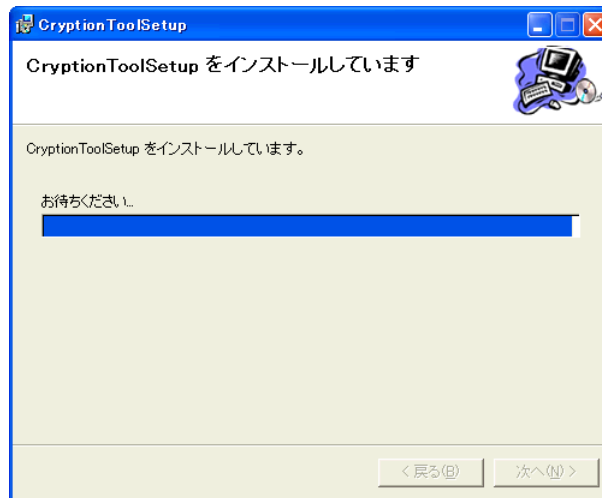 CryptionToolSetup
CryptionToolSetup をインストールしています
CryptionToolSetup をインストールしています。
お待ちください...
< 戻る(B)
次へ(N) >